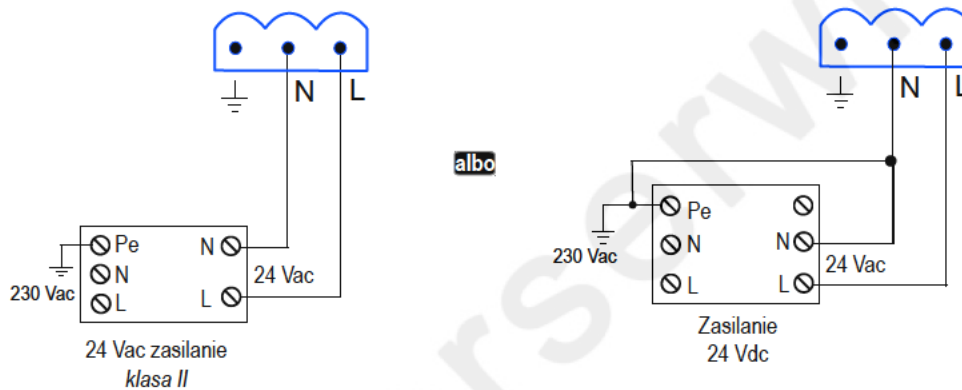 N L
Pe
N
L
230 Vac
N
L
24 Vac
24 Vac zasilanie
klasa II
albo
N L
Pe
N
L
230 Vac
N
L
24 Vac
Zasilanie
24 Vdc